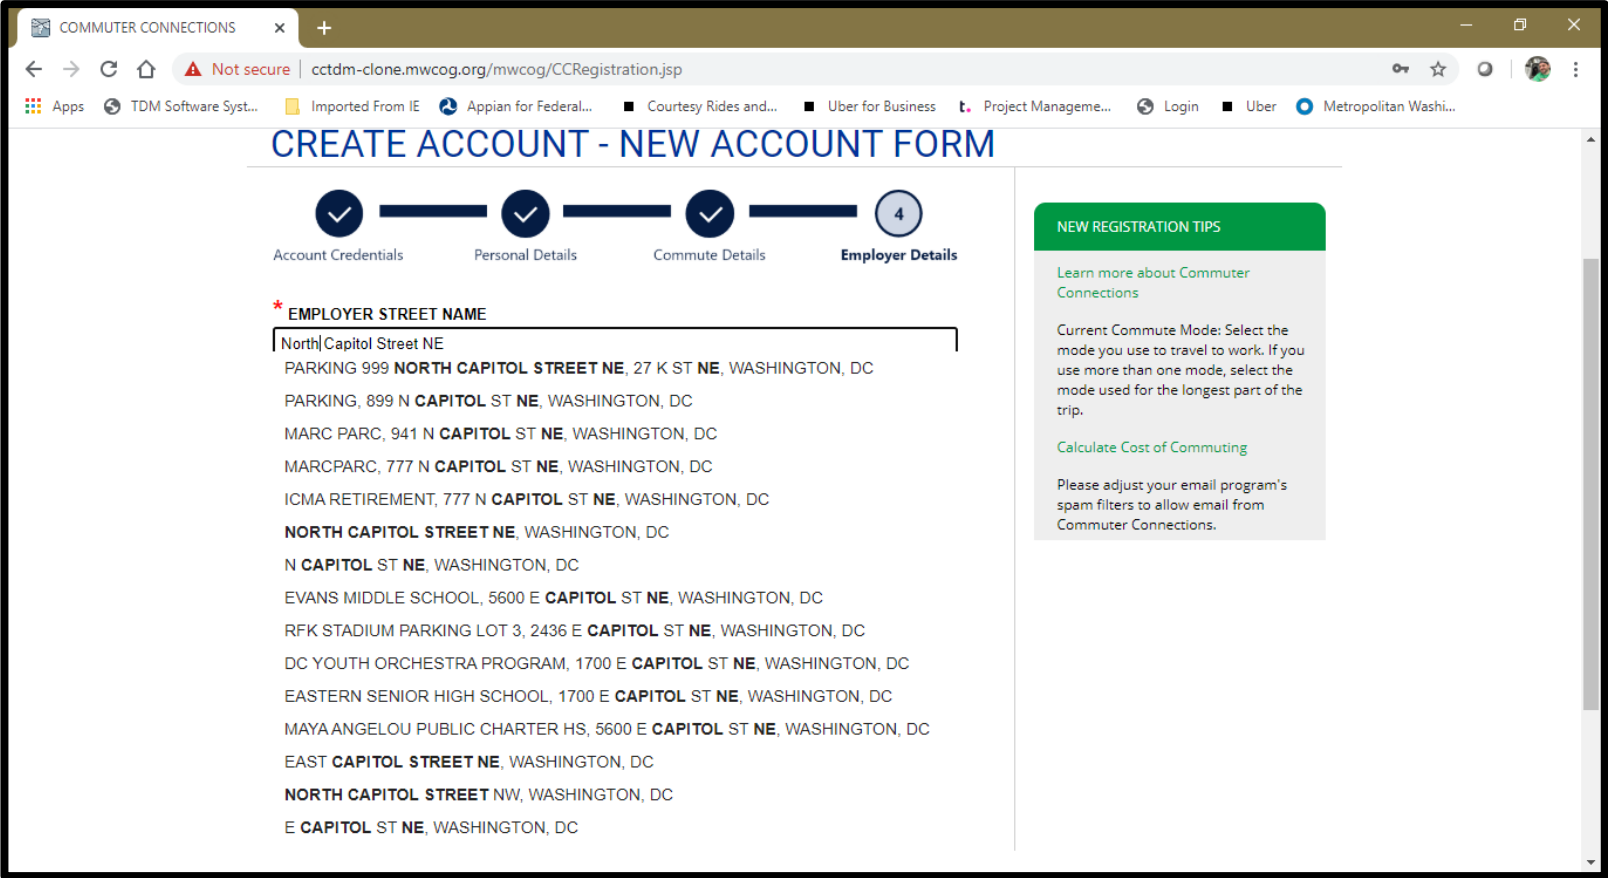 COMMUTER CONNECTIONS
Not secure | cctdm-clone.mwcog.org/mwcog/CCRegistration.jsp
Apps TDM Software Syst... Imported From IE Appian for Federal... Courtesy Rides and... Uber for Business Project Manageme... Login Uber Metropolitan Washi...
CREATE ACCOUNT - NEW ACCOUNT FORM
4
Account Credentials Personal Details Commute Details Employer Details
* EMPLOYER STREET NAME
North Capitol Street NE
PARKING 999 NORTH CAPITOL STREET NE, 27 K ST NE, WASHINGTON, DC
PARKING, 899 N CAPITOL ST NE, WASHINGTON, DC
MARC PARC, 941 N CAPITOL ST NE, WASHINGTON, DC
MARCPARC, 777 N CAPITOL ST NE, WASHINGTON, DC
ICMA RETIREMENT, 777 N CAPITOL ST NE, WASHINGTON, DC
NORTH CAPITOL STREET NE, WASHINGTON, DC
N CAPITOL ST NE, WASHINGTON, DC
EVANS MIDDLE SCHOOL, 5600 E CAPITOL ST NE, WASHINGTON, DC
RFK STADIUM PARKING LOT 3, 2436 E CAPITOL ST NE, WASHINGTON, DC
DC YOUTH ORCHESTRA PROGRAM, 1700 E CAPITOL ST NE, WASHINGTON, DC
EASTERN SENIOR HIGH SCHOOL, 1700 E CAPITOL ST NE, WASHINGTON, DC
MAYA ANGELOU PUBLIC CHARTER HS, 5600 E CAPITOL ST NE, WASHINGTON, DC
EAST CAPITOL STREET NE, WASHINGTON, DC
NORTH CAPITOL STREET NW, WASHINGTON, DC
E CAPITOL ST NE, WASHINGTON, DC
NEW REGISTRATION TIPS
Learn more about Commuter
Connections
Current Commute Mode: Select the
mode you use to travel to work. If you
use more than one mode, select the
mode used for the longest part of the
trip.
Calculate Cost of Commuting
Please adjust your email program's
spam filters to allow email from
Commuter Connections.